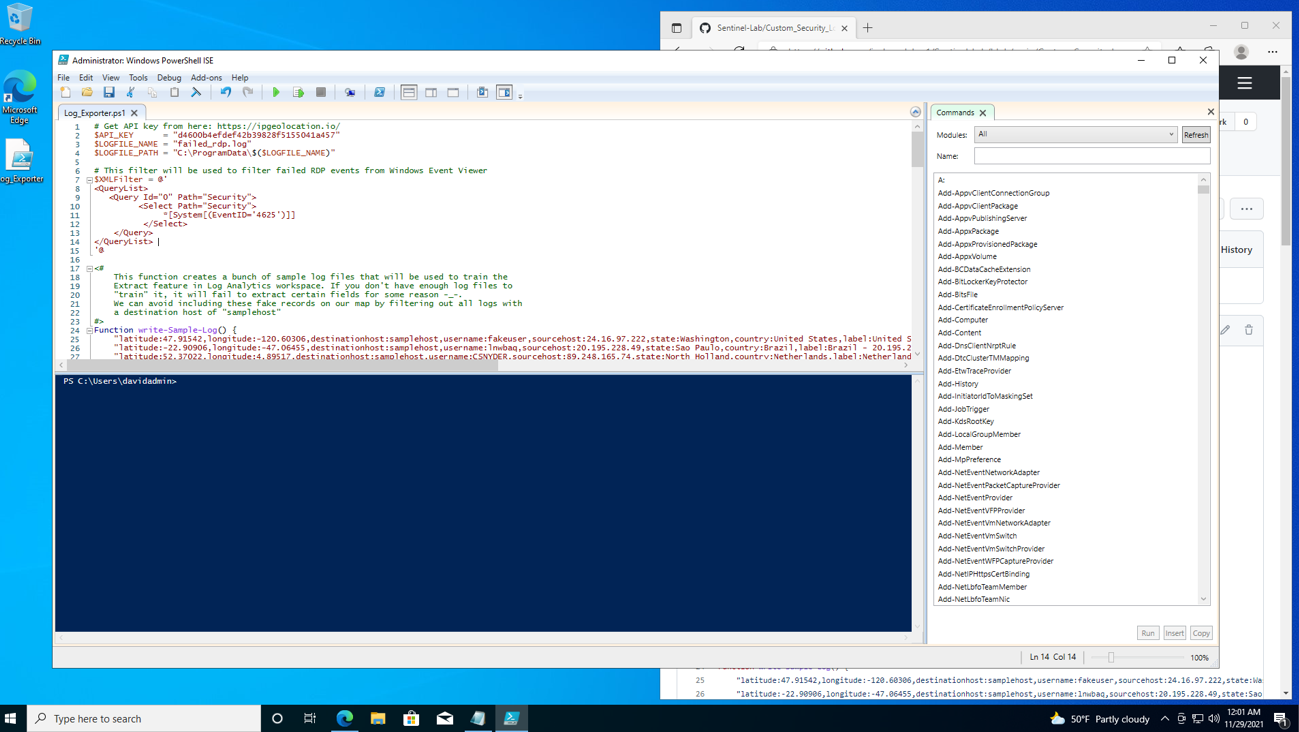 Recycle Bin
Microsoft
Edge
og_Exporter
Sentinel-Lab/Custom_Security_L
Administrator: Windows PowerShell ISE
File Edit View Tools Debug Add-ons Help
Log_Exporter.ps1
1 # Get API key from here: https://ipgeolocation.io/
2 $API_KEY = "d4600b4efdef42b39828f5155041a457"
3 $LOGFILE_NAME = "failed_rdp.log"
4 $LOGFILE_PATH = "C:\ProgramData\$($LOGFILE_NAME)"
5
6 # This filter will be used to filter failed RDP events from Windows Event Viewer
7 $XMLFilter = @'
8 <QueryList>
9 <Query Id="0" Path="Security">
10 <Select Path="Security">
11 *[System[(EventID='4625')]]
12 </Select>
13 </Query>
14 </QueryList>
15 '@
16
17 <#
18 This function creates a bunch of sample log files that will be used to train the
19 Extract feature in Log Analytics workspace. If you don't have enough log files to
20 "train" it, it will fail to extract certain fields for some reason -_-.
21 We can avoid including these fake records on our map by filtering out all logs with
22 a destination host of "samplehost"
23 #>
24 Function write-Sample-Log() {
25 "latitude:47.91542,longitude:-120.60306,destinationhost:samplehost,username:fakeuser,sourcehost:24.16.97.222,state:Washington,country:United States,label:United S
26 "latitude:-22.90906,longitude:-47.06455,destinationhost:samplehost,username:lnwbaq,sourcehost:20.195.228.49,state:Sao Paulo,country:Brazil,label:Brazil - 20.195.2
27 "latitude:52.37022,longitude:4.89517,destinationhost:samplehost,username:CSNYDER,sourcehost:89.248.165.74,state:North Holland,country:Netherlands,label:Netherland
PS C:\Users\davidadmin>
Commands
Modules: All Refresh
Name:
A:
Add-AppvClientConnectionGroup
Add-AppvClientPackage
Add-AppvPublishingServer
Add-AppxPackage
Add-AppxProvisionedPackage
Add-AppxVolume
Add-BCDataCacheExtension
Add-BitLockerKeyProtector
Add-BitsFile
Add-CertificateEnrollmentPolicyServer
Add-Computer
Add-Content
Add-DnsClientNrptRule
Add-DtcClusterTMMapping
Add-EtwTraceProvider
Add-History
Add-InitiatorIdToMaskingSet
Add-JobTrigger
Add-KdsRootKey
Add-LocalGroupMember
Add-Member
Add-MpPreference
Add-NetEventNetworkAdapter
Add-NetEventPacketCaptureProvider
Add-NetEventProvider
Add-NetEventVFPProvider
Add-NetEventVmNetworkAdapter
Add-NetEventVmSwitch
Add-NetEventVmSwitchProvider
Add-NetEventWFPCaptureProvider
Add-NetIPHttpsCertBinding
Add-NetLbfoTeamMember
Add-NetLbfoTeamNic
Run Insert Copy
Ln 14 Col 14 100%
rk 0
History
25 "latitude:47.91542,longitude:-120.60306,destinationhost:samplehost,username:fakeuser,sourcehost:24.16.97.222,state:Wa
26 "latitude:-22.90906,longitude:-47.06455,destinationhost:samplehost,username:lnwbaq,sourcehost:20.195.228.49,state:Sao
Type here to search
50°F Partly cloudy
12:01 AM
11/29/2021
1